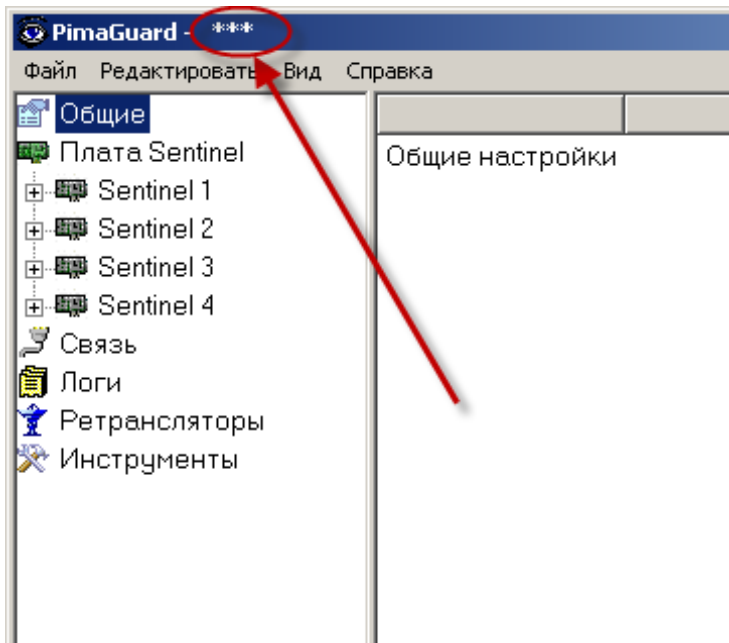 PimaGuard - ***
Файл Редактировать Вид Справка
Общие
Плата Sentinel
Общие настройки
Sentinel 1
Sentinel 2
Sentinel 3
Sentinel 4
Связь
Логи
Ретрансляторы
Инструменты